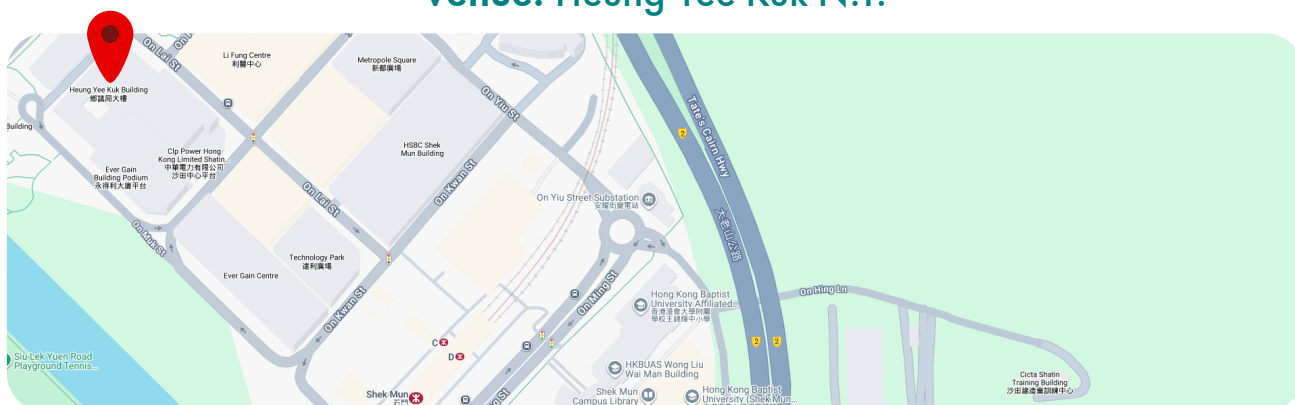 Venue: Heung Yee Kuk N.T.
On Lai St
Li Fung Centre
利豐中心
Metropole Square
新都廣場
Heung Yee Kuk Building
鄉議局大樓
On Yiu St
Tate's Cairn Hwy
2
Building
Clp Power Hong
Kong Limited Shatin...
中華電力有限公司
沙田中心平台
HSBC Shek
Mun Building
Ever Gain
Building Podium
永得利大廈平台
On Kwan St
On Lai St
On Yiu Street Substation
安耀街變電站
大老山公路
On Muk St
Technology Park
達利廣場
Ever Gain Centre
On Kwan St
On Ming St
On Hing Ln
Hong Kong Baptist
University Affiliated...
香港浸會大學附屬
學校王錦輝中小學
C
D
2
2
Siu Lek Yuen Road
Playground Tennis...
HKBUAS Wong Liu
Wai Man Building
Cicta Shatin
Training Building
沙田建造業訓練中心
Shek Mun
石門
Shek Mun
Campus Library
Hong Kong Baptist
University (Shek Mun...